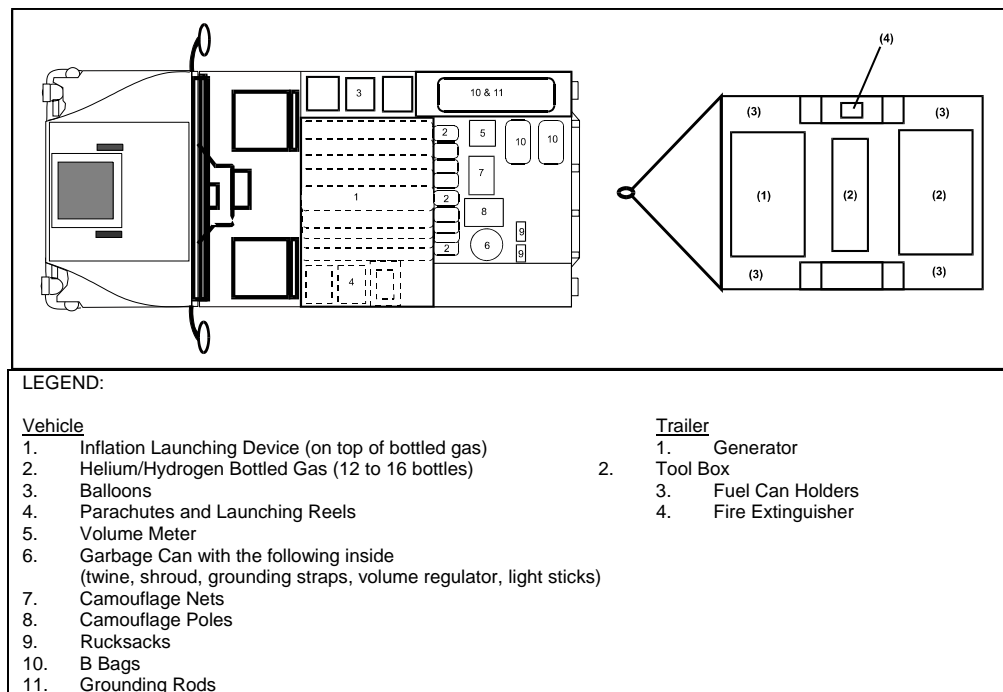 (4)
3
10 & 11
(3)
(3)
2
5
10
10
7
1
2
8
9
2
6
9
4
(1)
(2)
(2)
(3)
(3)
LEGEND:
Vehicle
1. Inflation Launching Device (on top of bottled gas)
2. Helium/Hydrogen Bottled Gas (12 to 16 bottles)
3. Balloons
4. Parachutes and Launching Reels
5. Volume Meter
6. Garbage Can with the following inside
(twine, shroud, grounding straps, volume regulator, light sticks)
7. Camouflage Nets
8. Camouflage Poles
9. Rucksacks
10. B Bags
11. Grounding Rods
Trailer
1. Generator
2. Tool Box
3. Fuel Can Holders
4. Fire Extinguisher